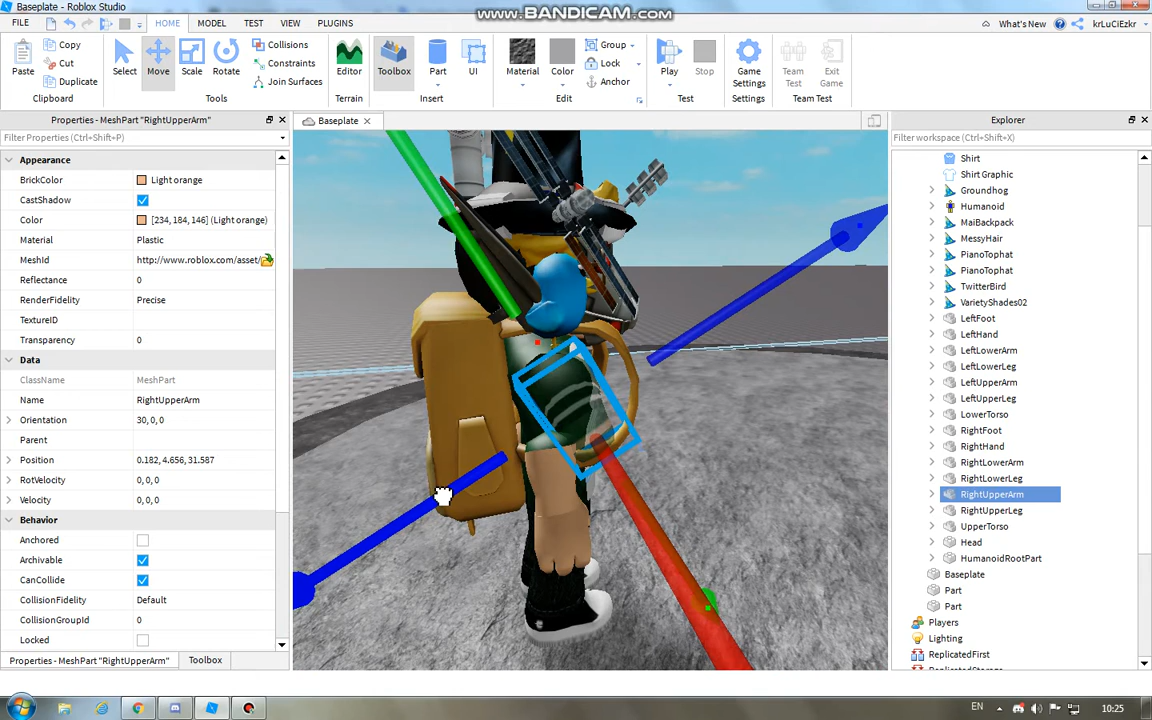 Baseplate - Roblox Studio
www.BANDICAM.com
FILE HOME MODEL TEST VIEW PLUGINS
What's New krLuCiEzkr
Paste Copy Cut Duplicate Clipboard
Select Move Scale Rotate Collisions Constraints Join Surfaces Tools
Editor Terrain
Toolbox Part UI Insert
Material Color Group Lock Anchor Edit
Play Stop Test
Game Settings Settings
Team Test Exit Game Team Test
Properties - MeshPart "RightUpperArm"
Filter Properties (Ctrl+Shift+P)
Appearance
BrickColor Light orange
CastShadow
Color [234, 184, 146] (Light orange)
Material Plastic
MeshId http://www.roblox.com/asset/
Reflectance 0
RenderFidelity Precise
TextureID
Transparency 0
Data
ClassName MeshPart
Name RightUpperArm
Orientation 30, 0, 0
Parent
Position 0.182, 4.656, 31.587
RotVelocity 0, 0, 0
Velocity 0, 0, 0
Behavior
Anchored
Archivable
CanCollide
CollisionFidelity Default
CollisionGroupId 0
Locked
Properties - MeshPart "RightUpperArm" Toolbox
Baseplate
Explorer
Filter workspace (Ctrl+Shift+X)
Shirt
Shirt Graphic
Groundhog
Humanoid
MaiBackpack
MessyHair
PianoTophat
PianoTophat
TwitterBird
VarietyShades02
LeftFoot
LeftHand
LeftLowerArm
LeftLowerLeg
LeftUpperArm
LeftUpperLeg
LowerTorso
RightFoot
RightHand
RightLowerArm
RightLowerLeg
RightUpperArm
RightUpperLeg
UpperTorso
Head
HumanoidRootPart
Baseplate
Part
Part
Players
Lighting
ReplicatedFirst
EN 10:25